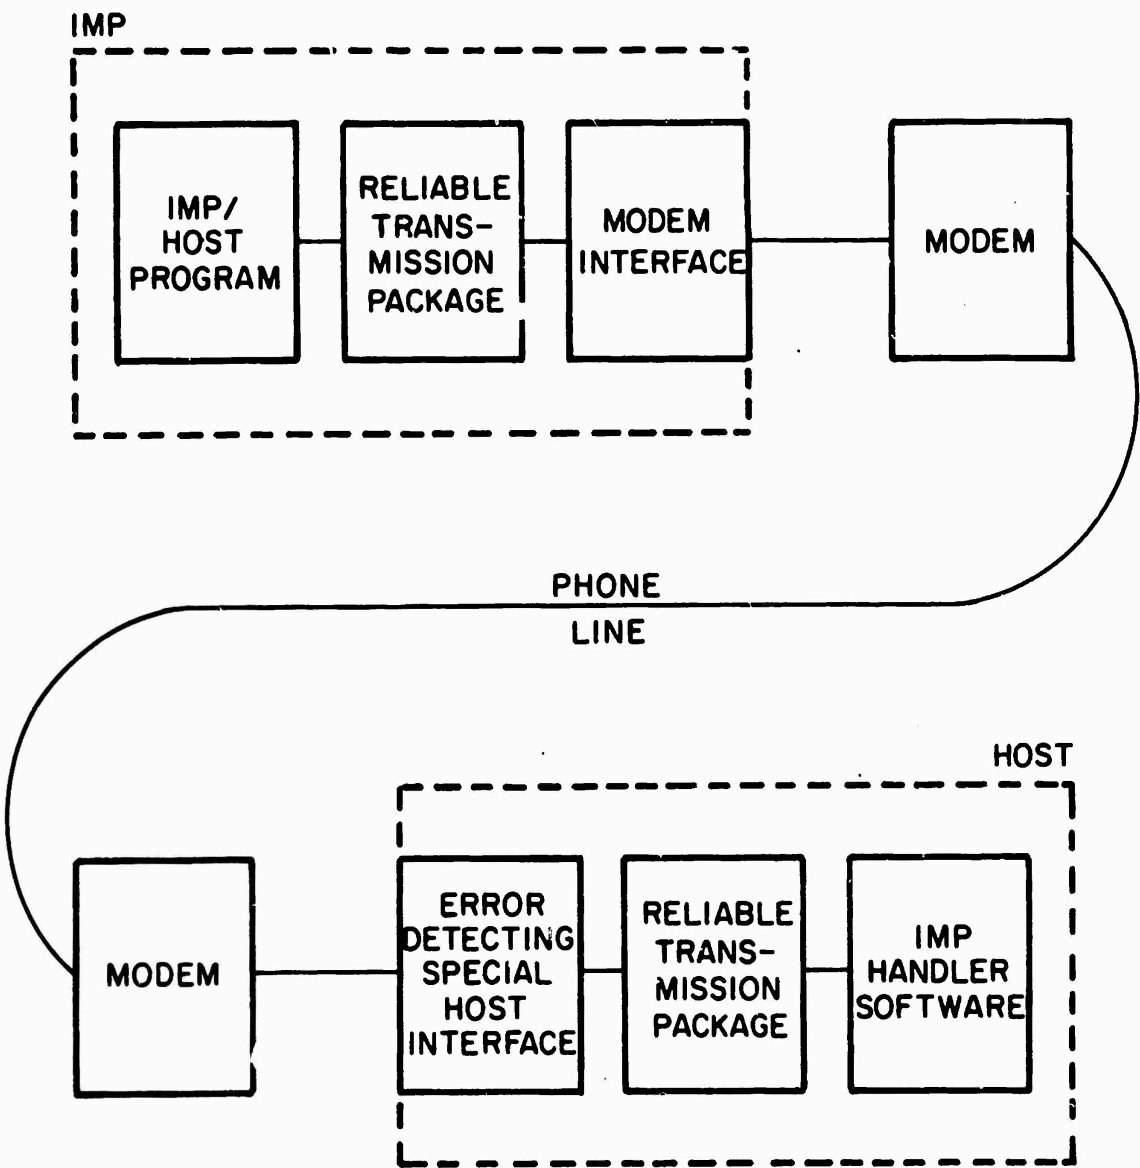 IMP
IMP/
HOST
PROGRAM
RELIABLE
TRANS-
MISSION
PACKAGE
MODEM
INTERFACE
MODEM
PHONE
LINE
HOST
MODEM
ERROR
DETECTING
SPECIAL
HOST
INTERFACE
RELIABLE
TRANS-
MISSION
PACKAGE
IMP
HANDLER
SOFTWARE